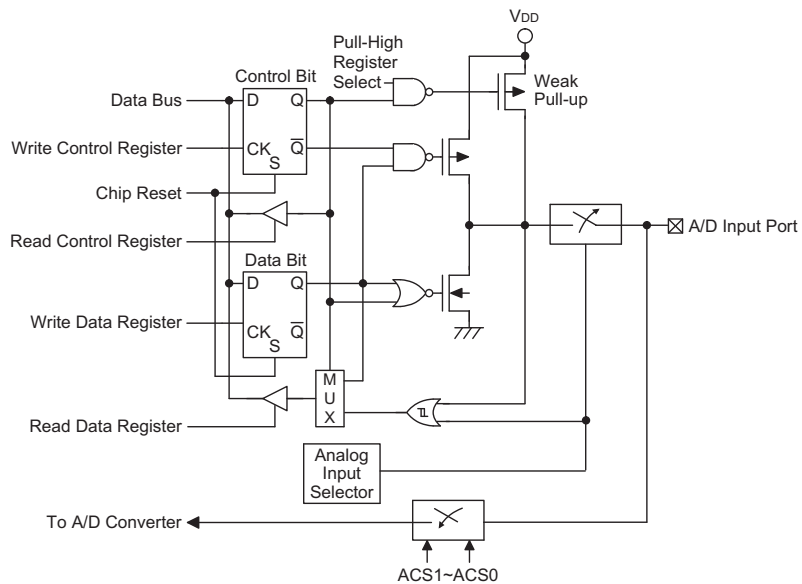 VDD
Pull-High
Register
Select
Weak
Pull-up
Control Bit
Data Bus
D
Q
Write Control Register
CK
Q̅
S
Chip Reset
Read Control Register
A/D Input Port
Data Bit
D
Q
Write Data Register
CK
Q̅
S
M
U
X
Read Data Register
Analog
Input
Selector
To A/D Converter
ACS1~ACS0